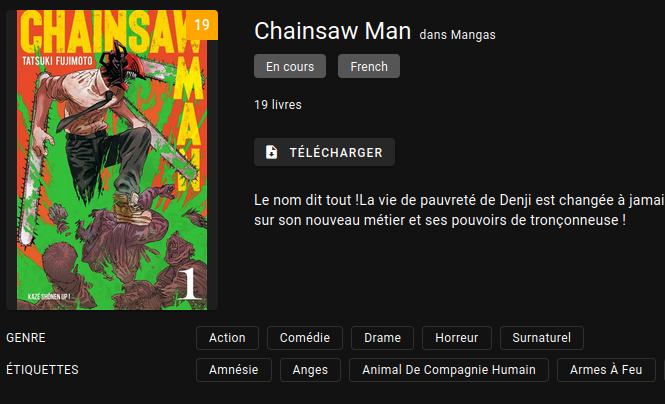 CHAINSAW
MAN
TATSUKI FUJIMOTO
19
KAZÉ SHÔNEN UP !
1
Chainsaw Man dans Mangas
En cours French
19 livres
TÉLÉCHARGER
Le nom dit tout !La vie de pauvreté de Denji est changée à jamai
sur son nouveau métier et ses pouvoirs de tronçonneuse !
GENRE Action Comédie Drame Horreur Surnaturel
ÉTIQUETTES Amnésie Anges Animal De Compagnie Humain Armes À Feu